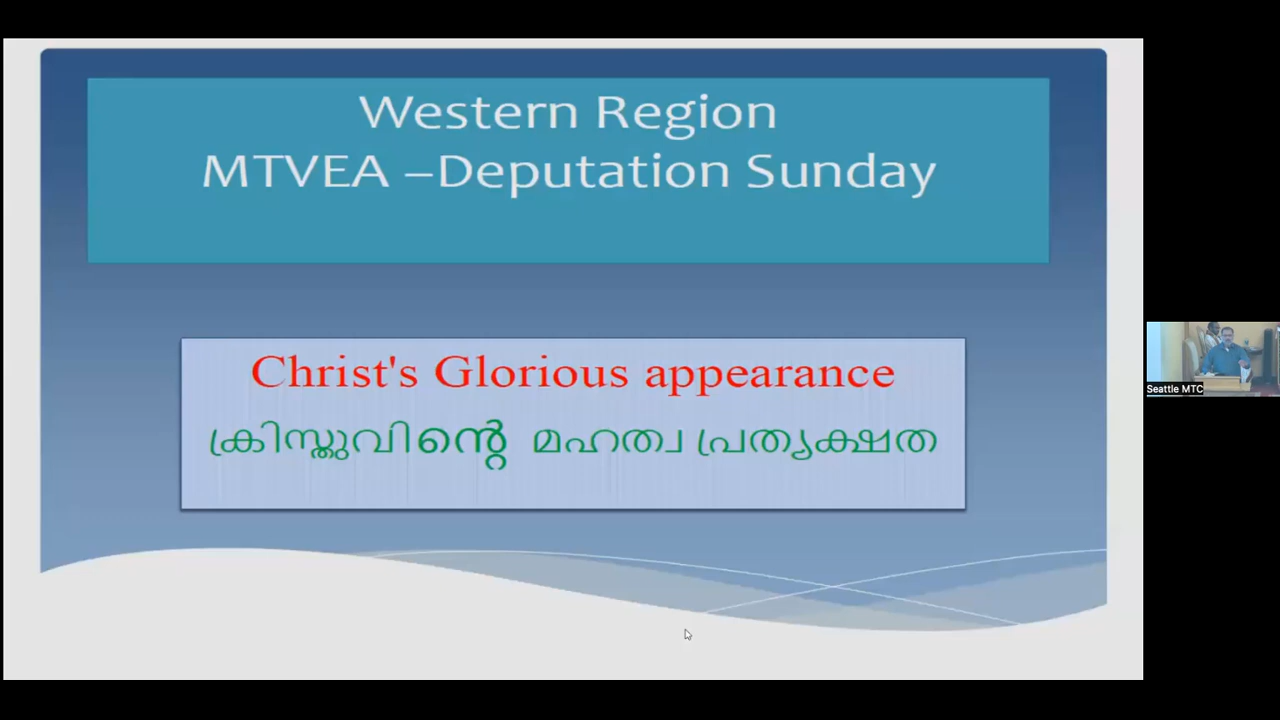 Western Region
MTVEA –Deputation Sunday
Christ's Glorious appearance
ക്രിസ്തുവിന്റെ മഹത്വ പ്രത്യക്ഷത
Seattle MTC